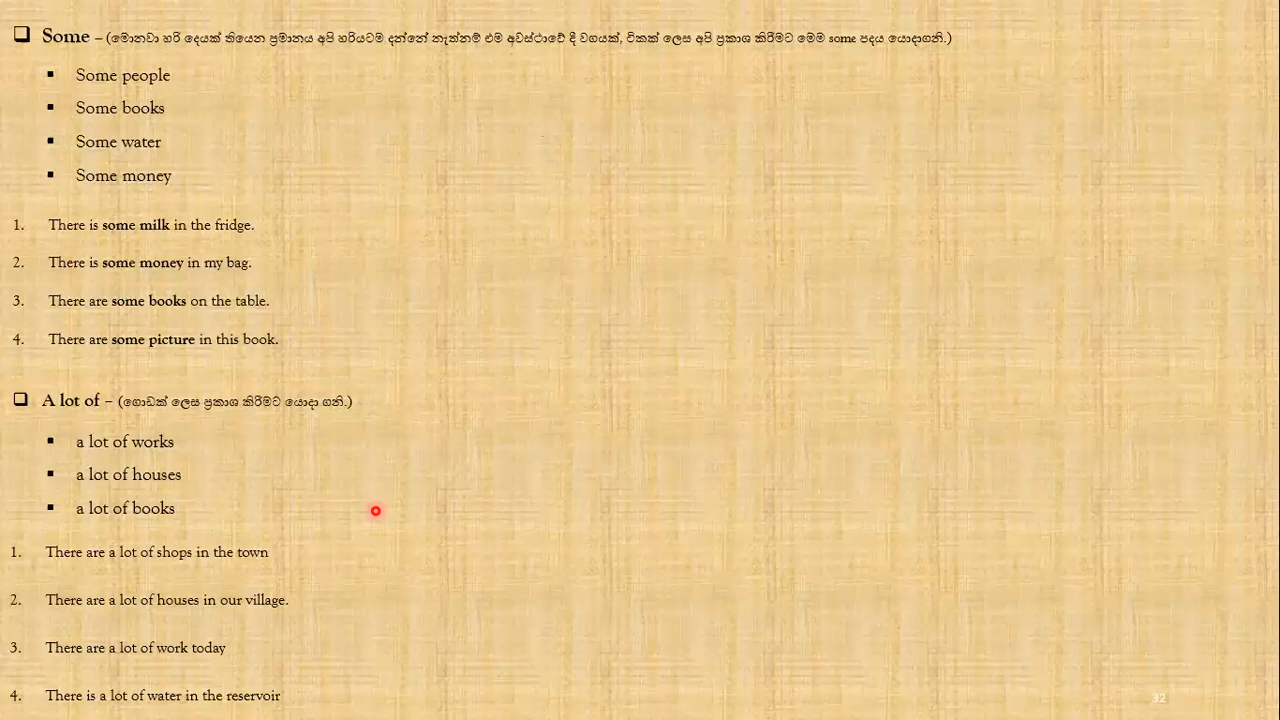 Some – (මොනවා හරි දෙයක් තියෙන ප්‍රමානය අපි හරියටම දන්නේ නැත්නම් එම අවස්ථාවේ දී වගයක්, ටිකක් ලෙස අපි ප්‍රකාශ කිරීමට මෙම some පදය යොදාගනී.)
Some people
Some books
Some water
Some money
1. There is some milk in the fridge.
2. There is some money in my bag.
3. There are some books on the table.
4. There are some picture in this book.
A lot of – (ගොඩක් ලෙස ප්‍රකාශ කිරීමට යොදා ගනී.)
a lot of works
a lot of houses
a lot of books
1. There are a lot of shops in the town
2. There are a lot of houses in our village.
3. There are a lot of work today
4. There is a lot of water in the reservoir
32